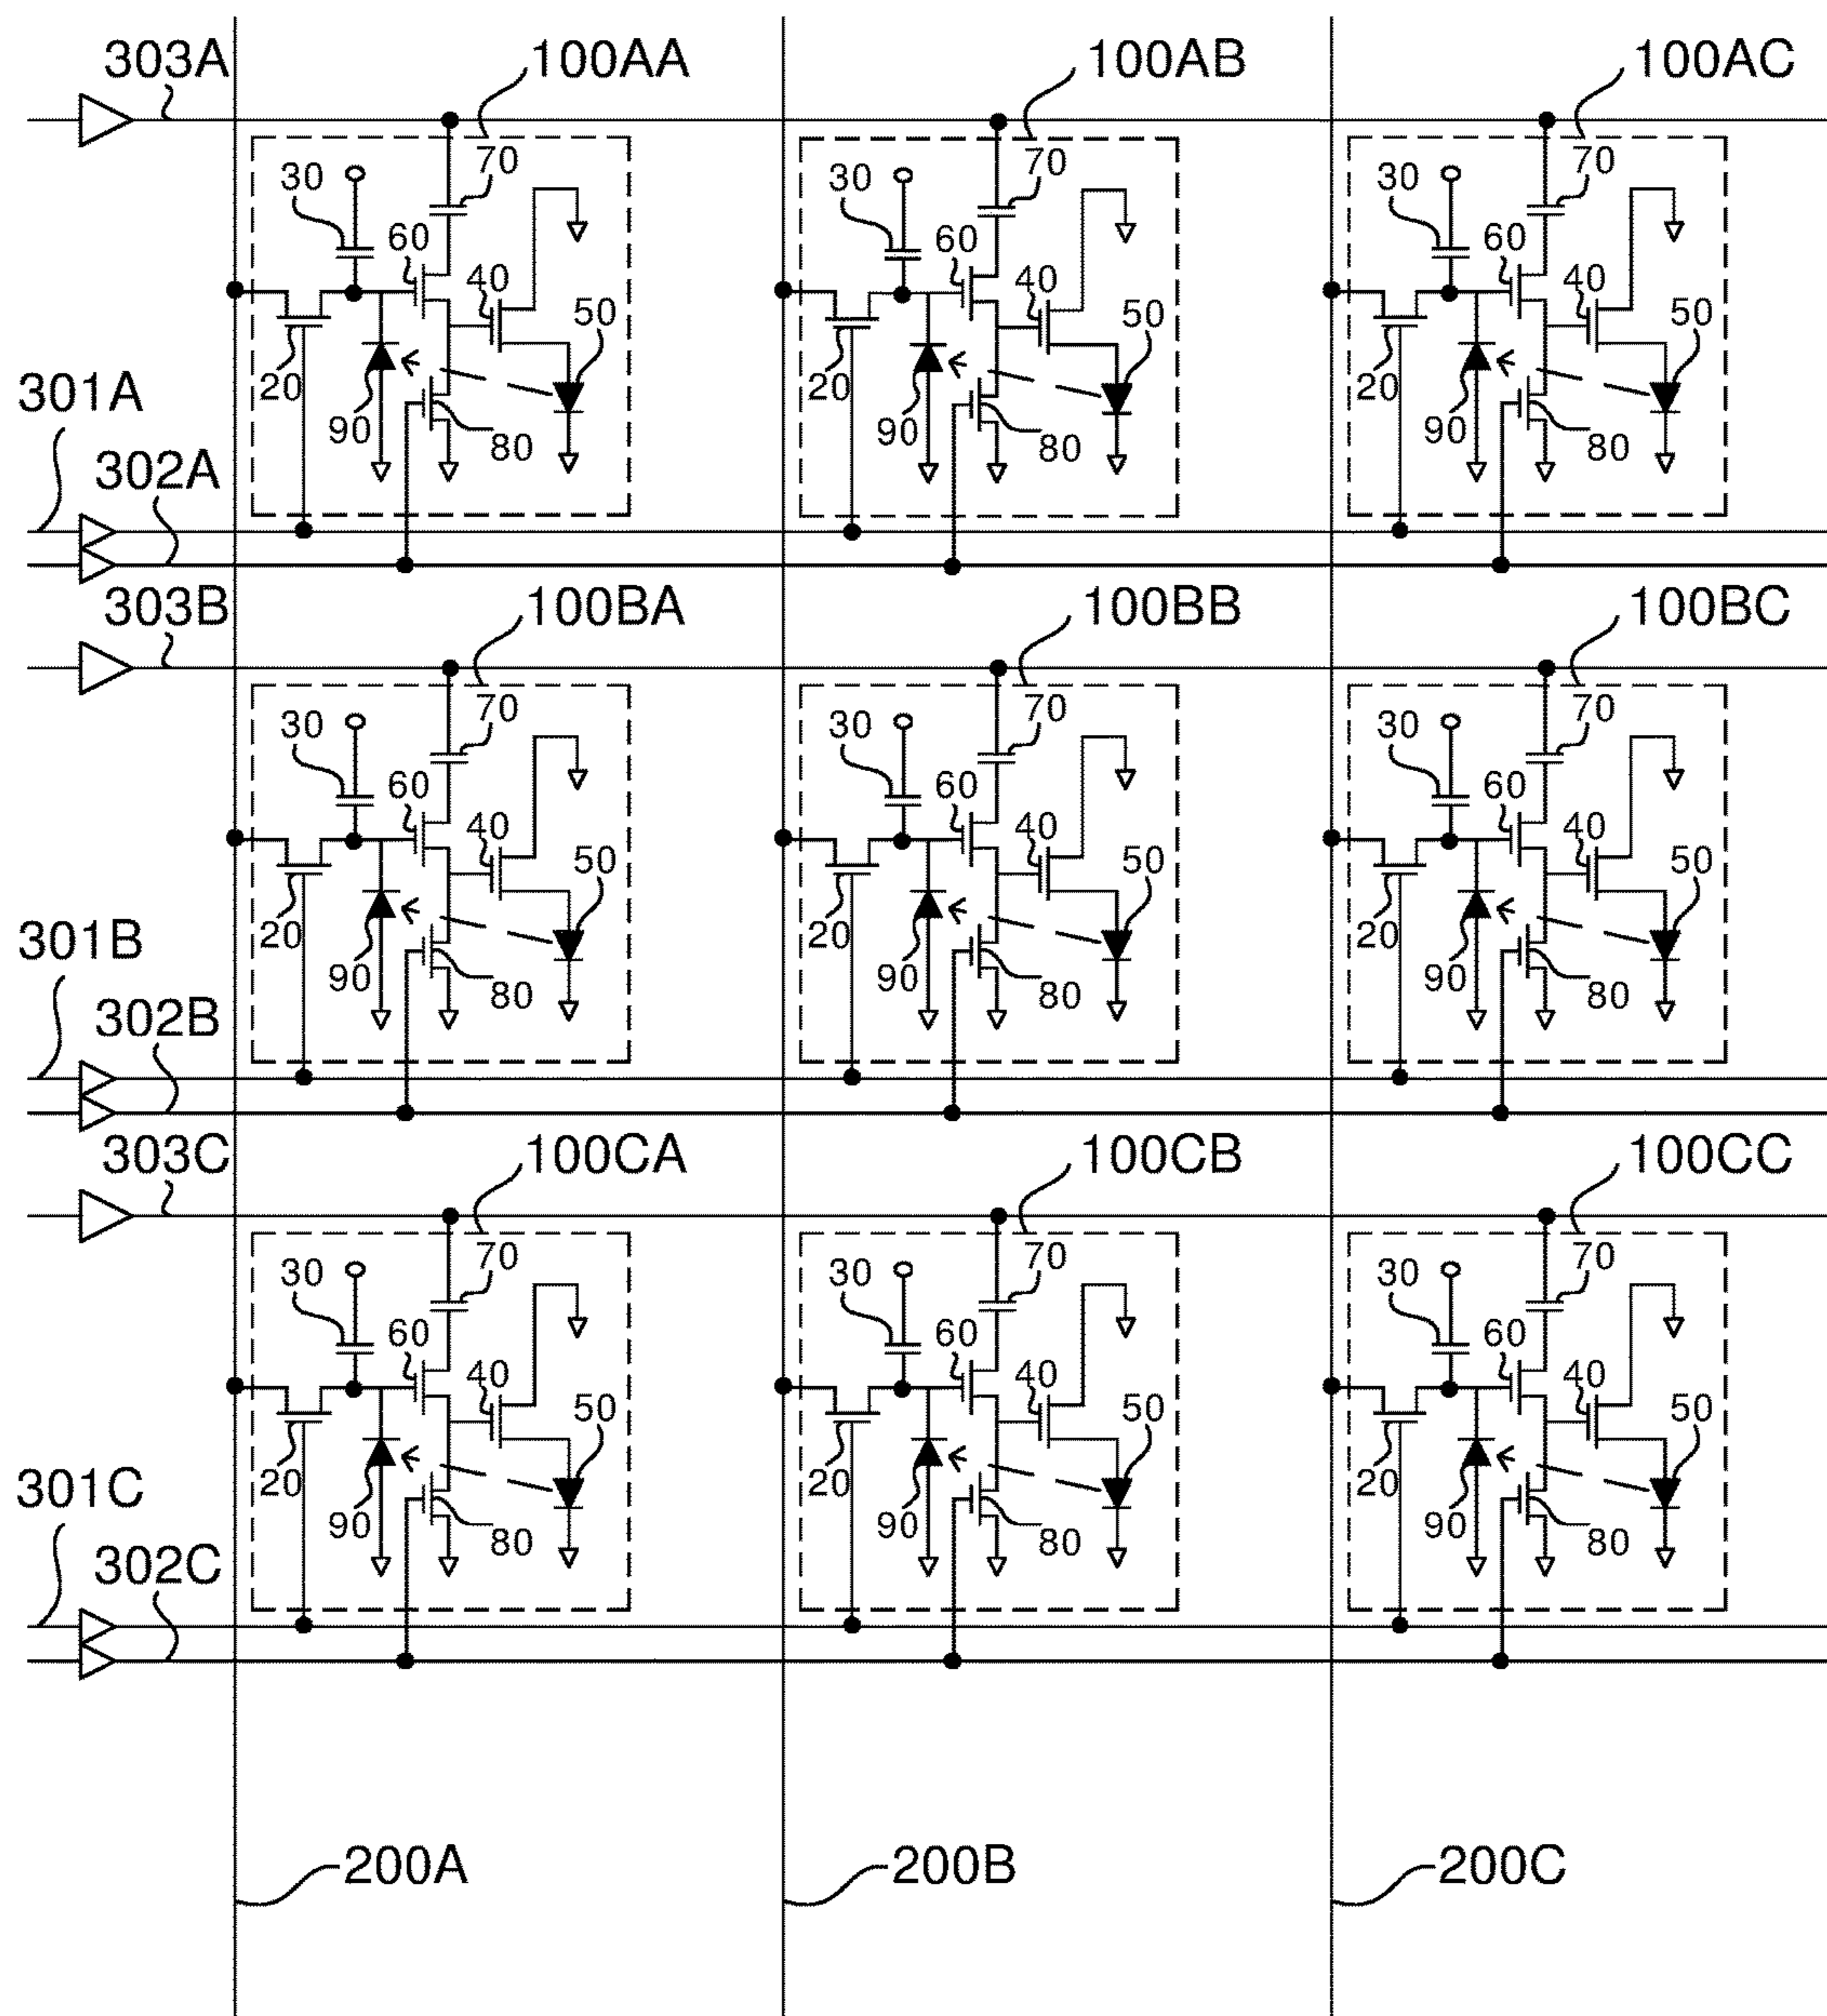 303A 100AA 100AB 100AC
30 70 30 70 30 70
60 40 50 60 40 50 60 40 50
301A 20 90 80 20 90 80 20 90 80
302A
303B 100BA 100BB 100BC
30 70 30 70 30 70
60 40 50 60 40 50 60 40 50
301B 20 90 80 20 90 80 20 90 80
302B
303C 100CA 100CB 100CC
30 70 30 70 30 70
60 40 50 60 40 50 60 40 50
301C 20 90 80 20 90 80 20 90 80
302C
200A 200B 200C